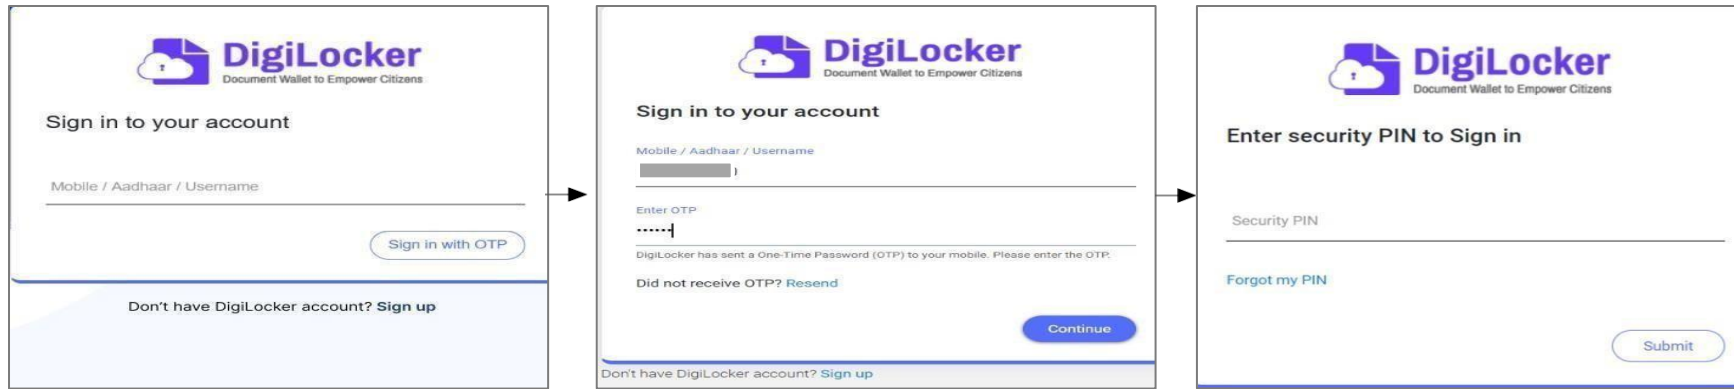 DigiLocker
Document Wallet to Empower Citizens
Sign in to your account
Mobile / Aadhaar / Username
Sign in with OTP
Don't have DigiLocker account? Sign up
DigiLocker
Document Wallet to Empower Citizens
Sign in to your account
Mobile / Aadhaar / Username
)
Enter OTP
••••••
DigiLocker has sent a One-Time Password (OTP) to your mobile. Please enter the OTP.
Did not receive OTP? Resend
Continue
Don't have DigiLocker account? Sign up
DigiLocker
Document Wallet to Empower Citizens
Enter security PIN to Sign in
Security PIN
Forgot my PIN
Submit